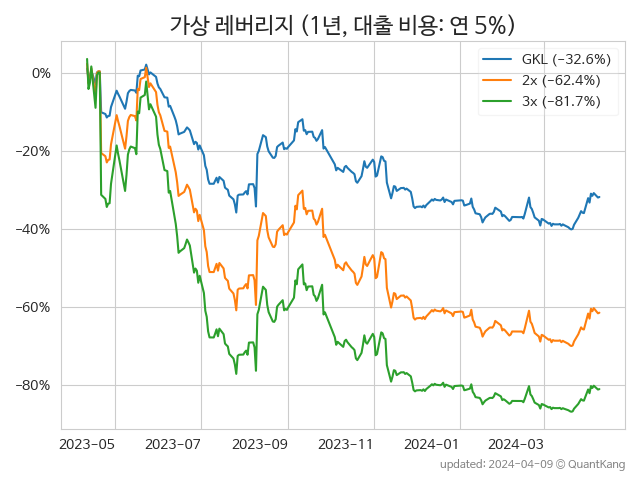 가상 레버리지 (1년, 대출 비용: 연 5%)
GKL (−32.6%)
2x (−62.4%)
3x (−81.7%)
0%
−20%
−40%
−60%
−80%
2023-05 2023-07 2023-09 2023-11 2024-01 2024-03
updated: 2024-04-09 © QuantKang